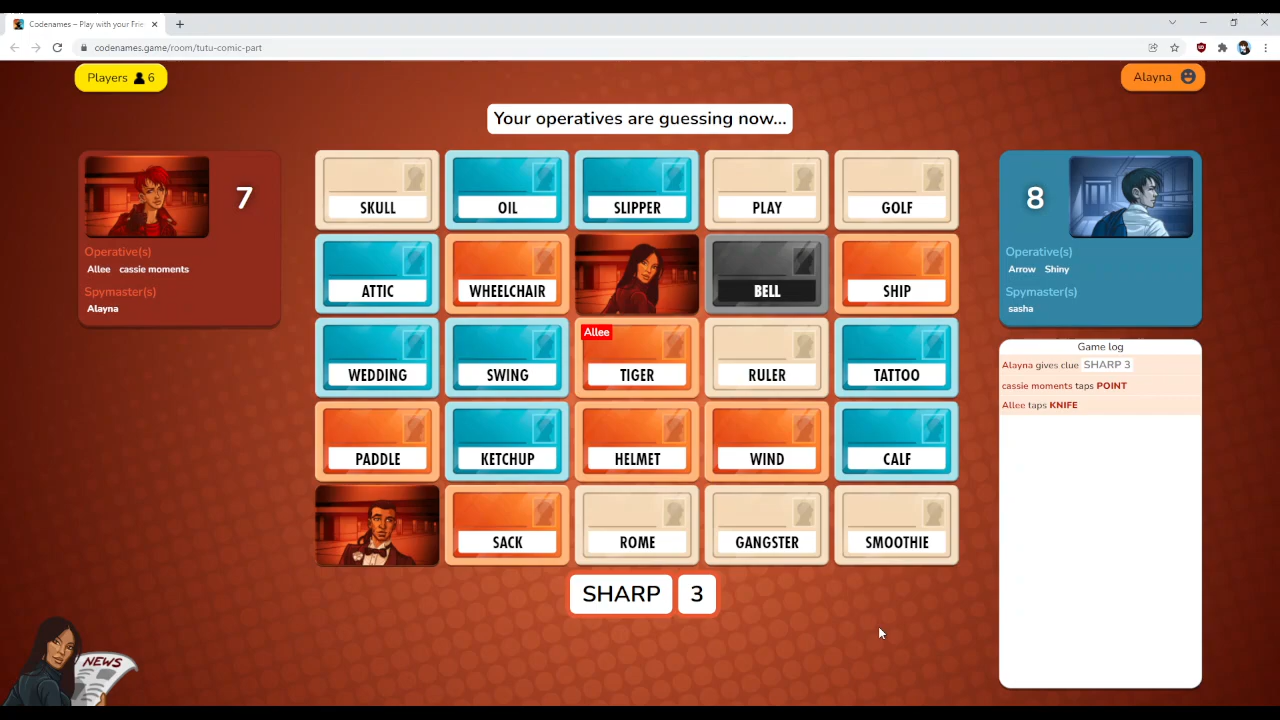 Codenames – Play with your Frie
codenames.game/room/tutu-comic-part
Players 6
Alayna
Your operatives are guessing now...
7
Operative(s)
Allee cassie moments
Spymaster(s)
Alayna
SKULL OIL SLIPPER PLAY GOLF
ATTIC WHEELCHAIR BELL SHIP
Allee
WEDDING SWING TIGER RULER TATTOO
PADDLE KETCHUP HELMET WIND CALF
SACK ROME GANGSTER SMOOTHIE
SHARP 3
8
Operative(s)
Arrow Shiny
Spymaster(s)
sasha
Game log
Alayna gives clue SHARP 3
cassie moments taps POINT
Allee taps KNIFE
NEWS